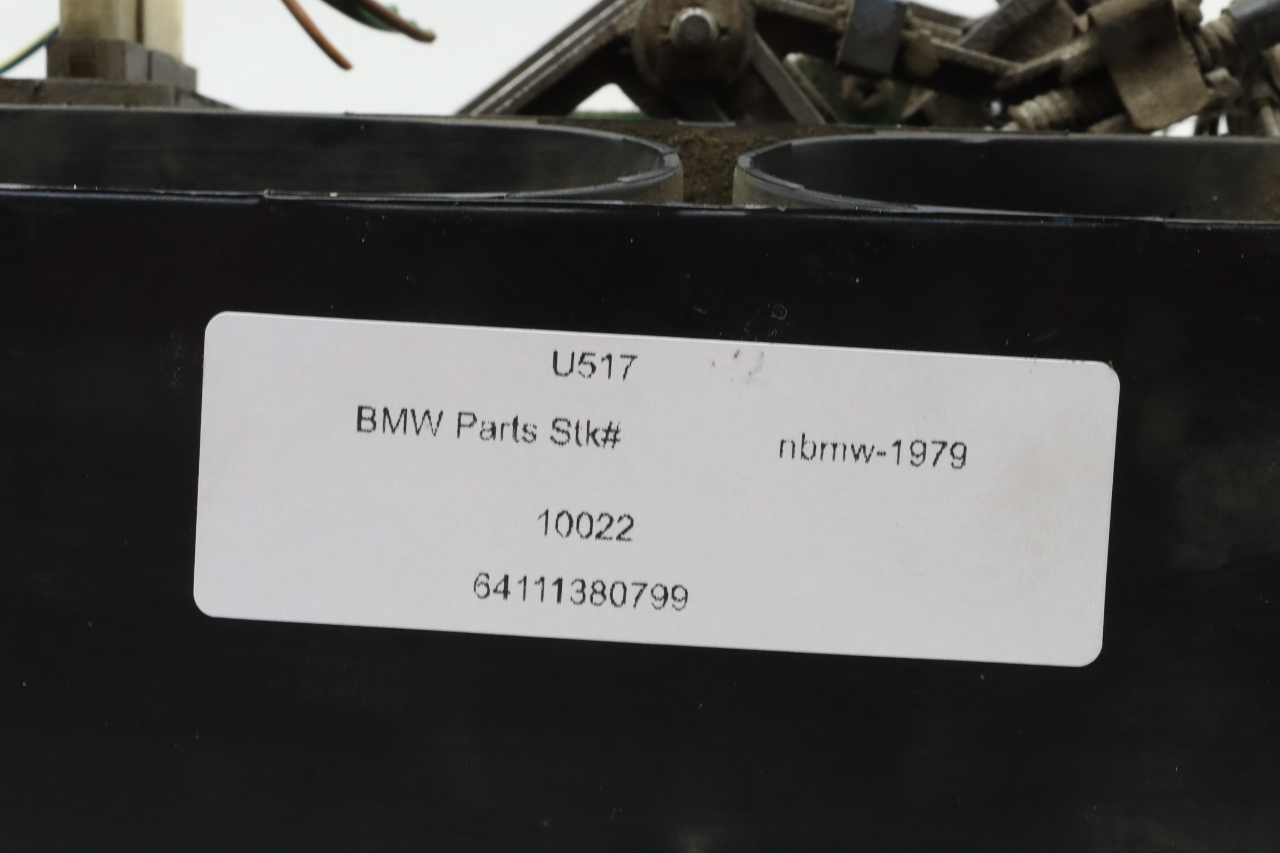 U517
BMW Parts Stk# nbmw-1979
10022
64111380799